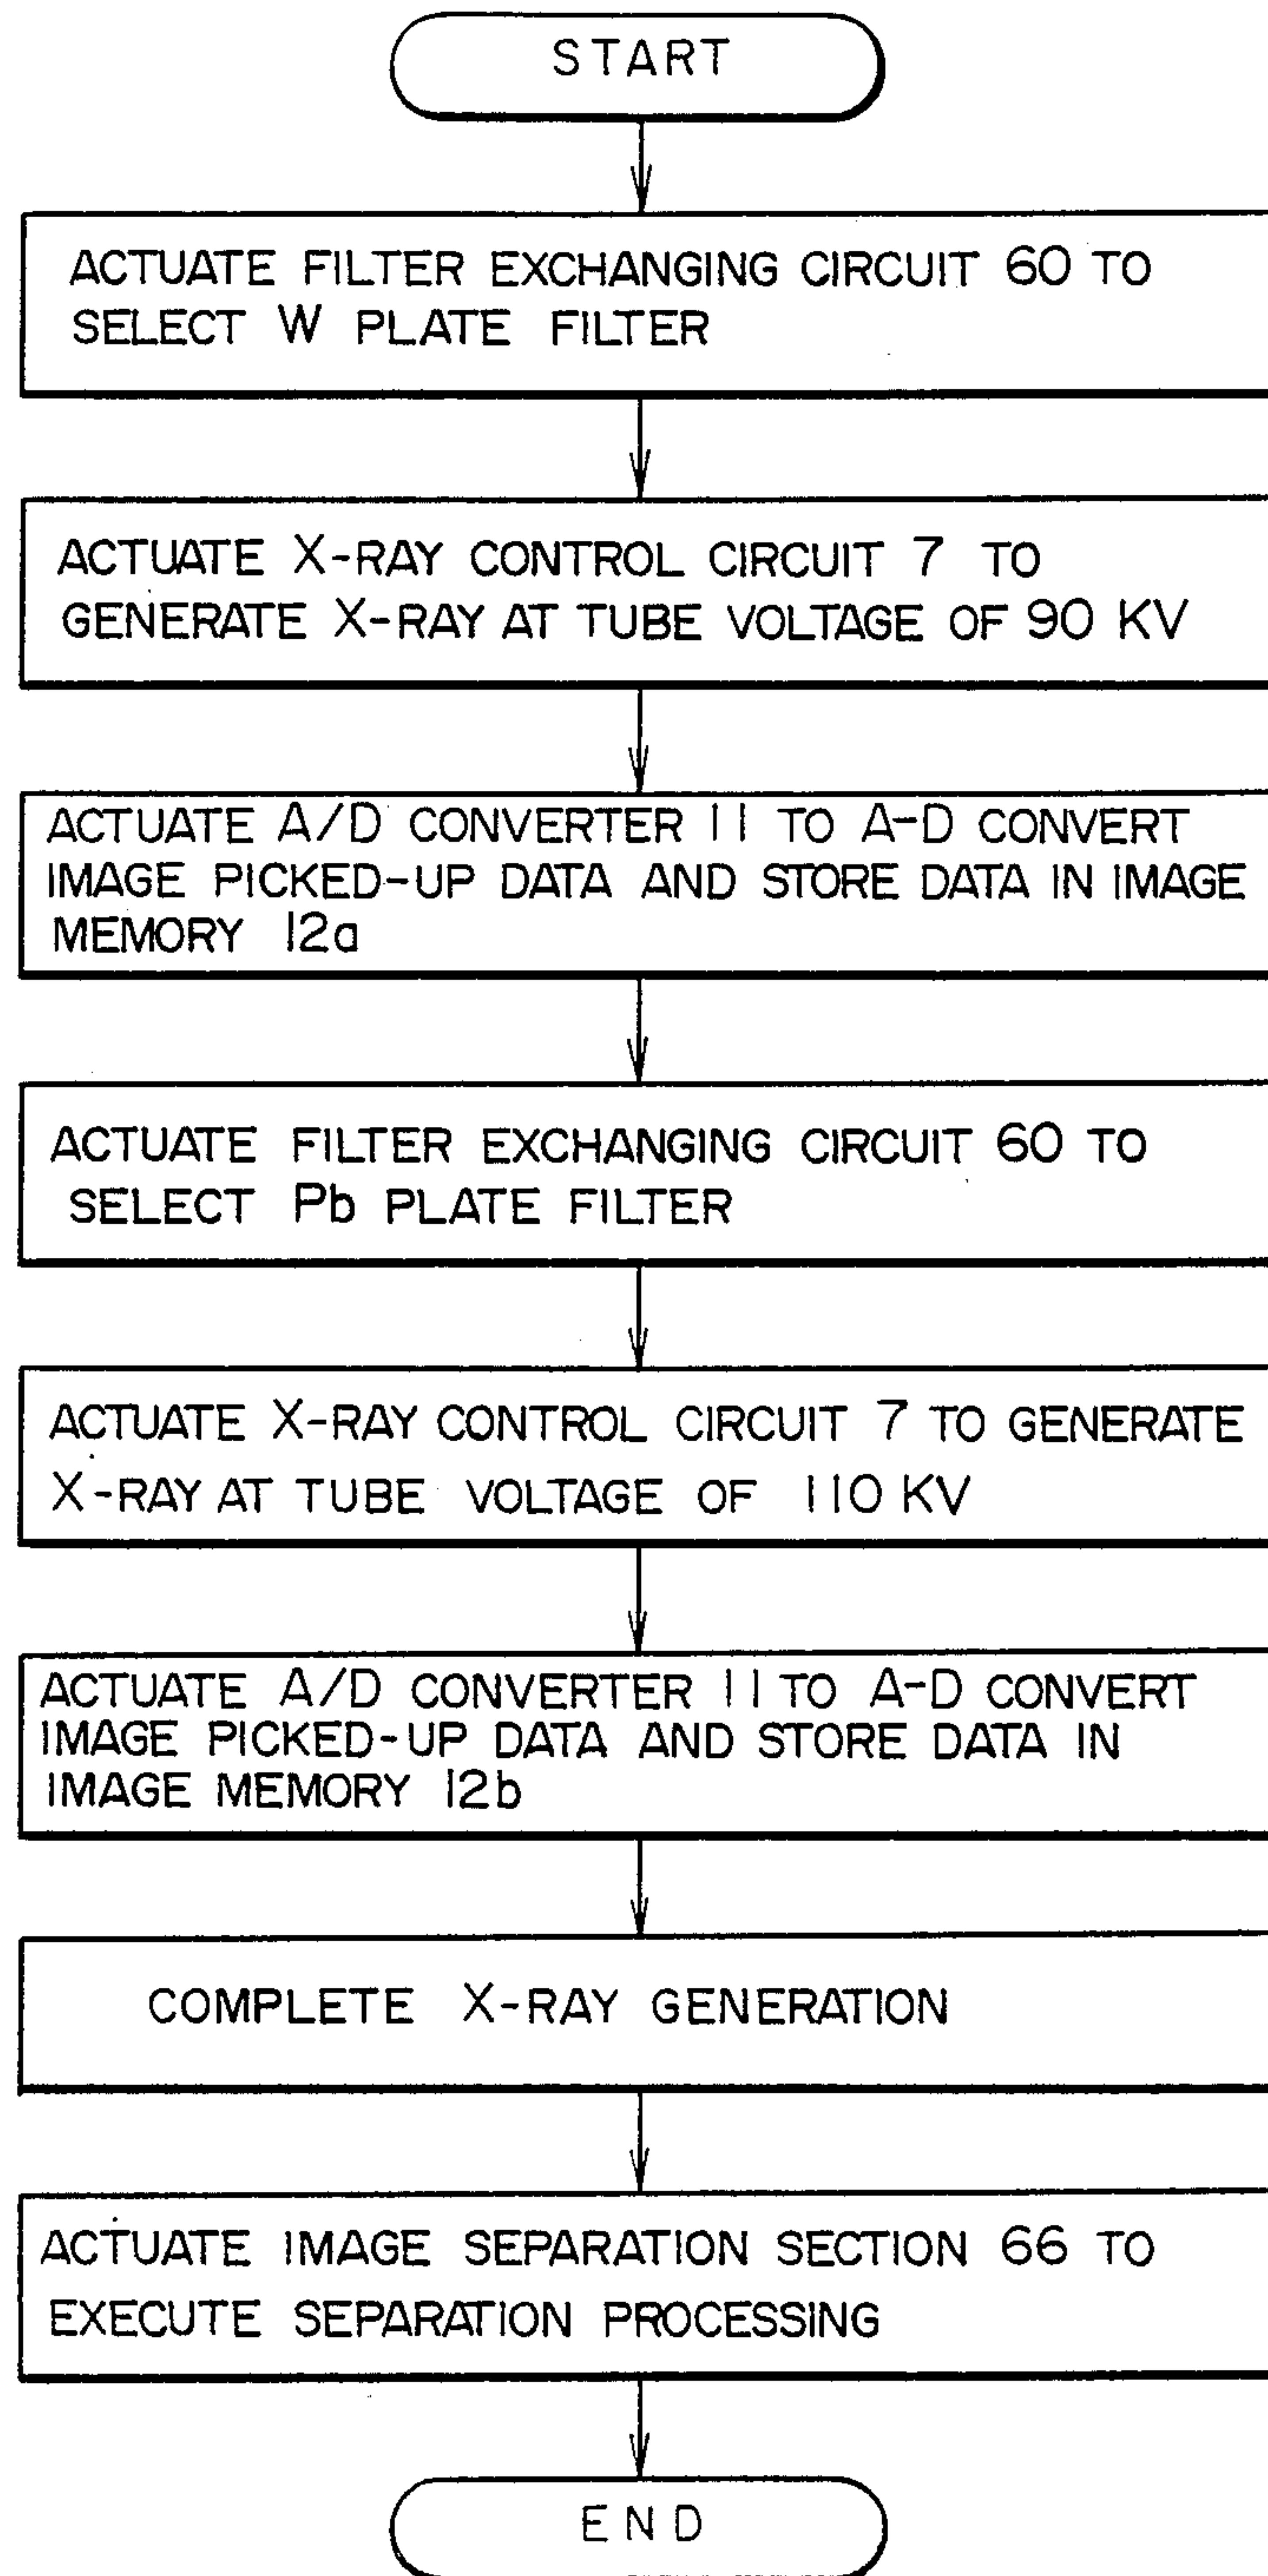 START
ACTUATE FILTER EXCHANGING CIRCUIT 60 TO
SELECT W PLATE FILTER
ACTUATE X-RAY CONTROL CIRCUIT 7 TO
GENERATE X-RAY AT TUBE VOLTAGE OF 90 KV
ACTUATE A/D CONVERTER 11 TO A-D CONVERT
IMAGE PICKED-UP DATA AND STORE DATA IN IMAGE
MEMORY 12a
ACTUATE FILTER EXCHANGING CIRCUIT 60 TO
SELECT Pb PLATE FILTER
ACTUATE X-RAY CONTROL CIRCUIT 7 TO GENERATE
X-RAY AT TUBE VOLTAGE OF 110 KV
ACTUATE A/D CONVERTER 11 TO A-D CONVERT
IMAGE PICKED-UP DATA AND STORE DATA IN
IMAGE MEMORY 12b
COMPLETE X-RAY GENERATION
ACTUATE IMAGE SEPARATION SECTION 66 TO
EXECUTE SEPARATION PROCESSING
END